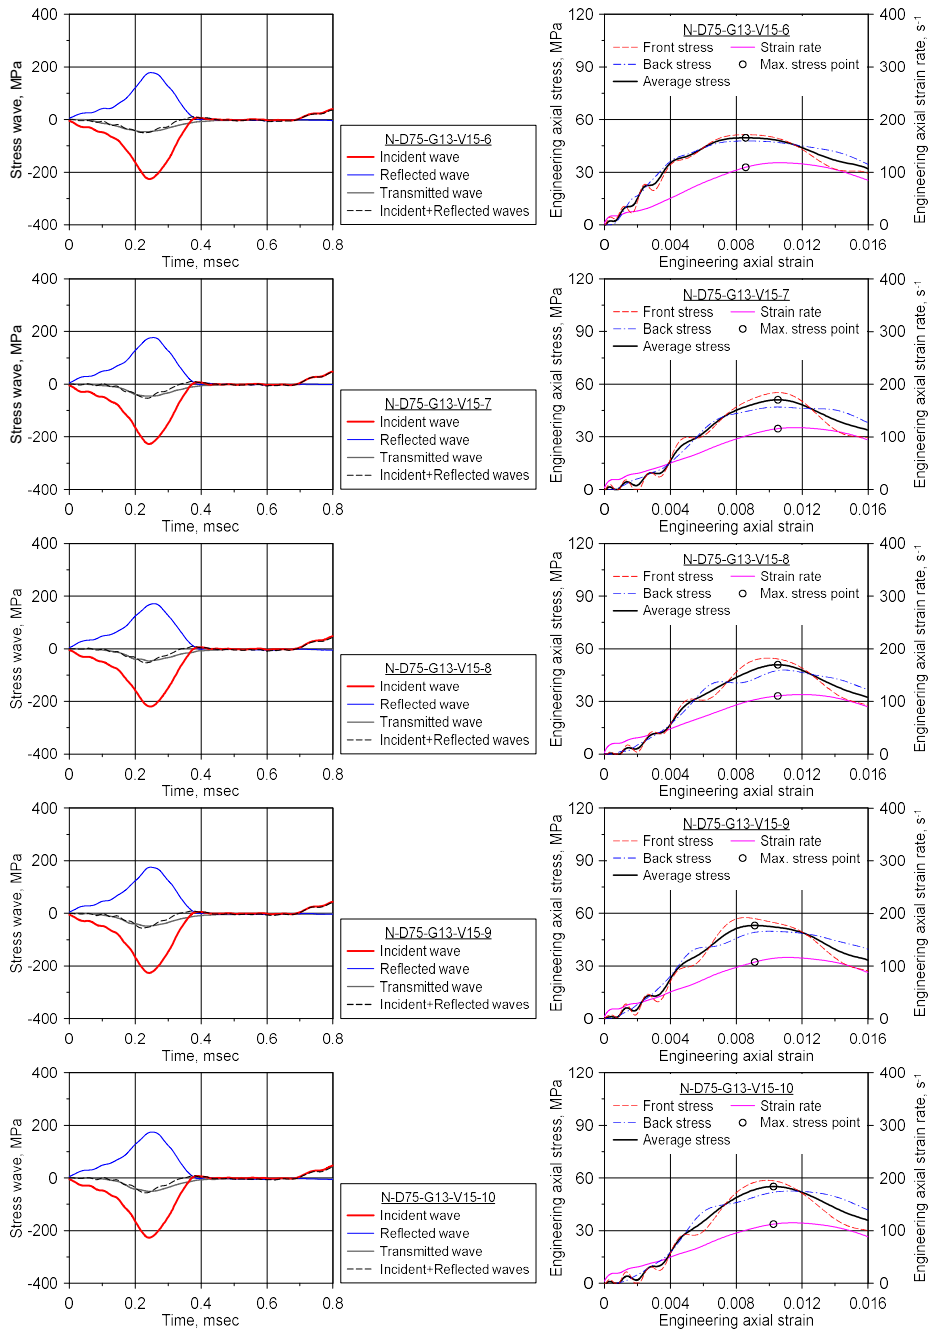 400
200
0
-200
-400
Stress wave, MPa
0 0.2 0.4 0.6 0.8
Time, msec
N-D75-G13-V15-6
Incident wave
Reflected wave
Transmitted wave
Incident+Reflected waves
120
90
60
30
0
Engineering axial stress, MPa
N-D75-G13-V15-6
Front stress Strain rate
Back stress Max. stress point
Average stress
400
300
200
100
0
Engineering axial strain rate, s-1
0 0.004 0.008 0.012 0.016
Engineering axial strain
400
200
0
-200
-400
Stress wave, MPa
0 0.2 0.4 0.6 0.8
Time, msec
N-D75-G13-V15-7
Incident wave
Reflected wave
Transmitted wave
Incident+Reflected waves
120
90
60
30
0
Engineering axial stress, MPa
N-D75-G13-V15-7
Front stress Strain rate
Back stress Max. stress point
Average stress
400
300
200
100
0
Engineering axial strain rate, s-1
0 0.004 0.008 0.012 0.016
Engineering axial strain
400
200
0
-200
-400
Stress wave, MPa
0 0.2 0.4 0.6 0.8
Time, msec
N-D75-G13-V15-8
Incident wave
Reflected wave
Transmitted wave
Incident+Reflected waves
120
90
60
30
0
Engineering axial stress, MPa
N-D75-G13-V15-8
Front stress Strain rate
Back stress Max. stress point
Average stress
400
300
200
100
0
Engineering axial strain rate, s-1
0 0.004 0.008 0.012 0.016
Engineering axial strain
400
200
0
-200
-400
Stress wave, MPa
0 0.2 0.4 0.6 0.8
Time, msec
N-D75-G13-V15-9
Incident wave
Reflected wave
Transmitted wave
Incident+Reflected waves
120
90
60
30
0
Engineering axial stress, MPa
N-D75-G13-V15-9
Front stress Strain rate
Back stress Max. stress point
Average stress
400
300
200
100
0
Engineering axial strain rate, s-1
0 0.004 0.008 0.012 0.016
Engineering axial strain
400
200
0
-200
-400
Stress wave, MPa
0 0.2 0.4 0.6 0.8
Time, msec
N-D75-G13-V15-10
Incident wave
Reflected wave
Transmitted wave
Incident+Reflected waves
120
90
60
30
0
Engineering axial stress, MPa
N-D75-G13-V15-10
Front stress Strain rate
Back stress Max. stress point
Average stress
400
300
200
100
0
Engineering axial strain rate, s-1
0 0.004 0.008 0.012 0.016
Engineering axial strain